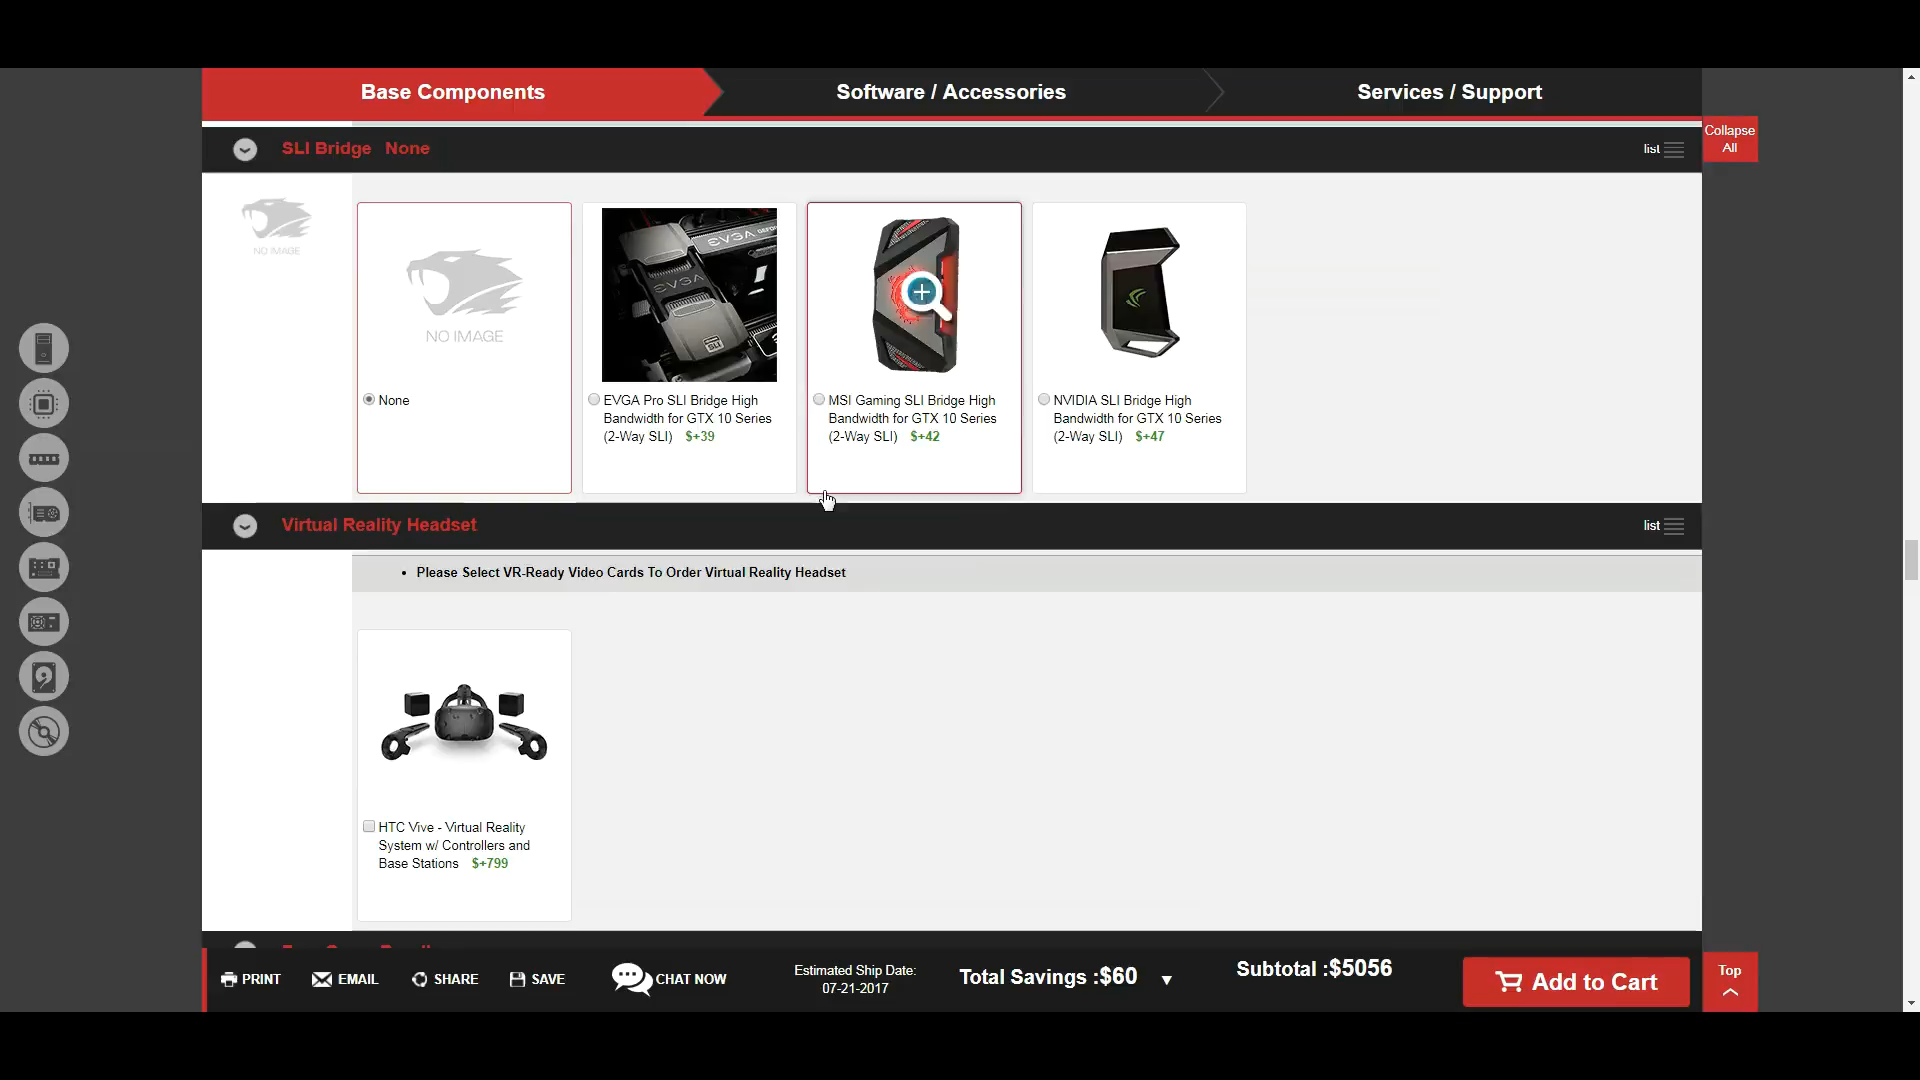 Base Components
Software / Accessories
Services / Support
Collapse
All
SLI Bridge None
list
NO IMAGE
NO IMAGE
EVGA
EVGA
SLI
None
EVGA Pro SLI Bridge High
Bandwidth for GTX 10 Series
(2-Way SLI) $+39
MSI Gaming SLI Bridge High
Bandwidth for GTX 10 Series
(2-Way SLI) $+42
NVIDIA SLI Bridge High
Bandwidth for GTX 10 Series
(2-Way SLI) $+47
Virtual Reality Headset
list
• Please Select VR-Ready Video Cards To Order Virtual Reality Headset
HTC Vive - Virtual Reality
System w/ Controllers and
Base Stations $+799
PRINT
EMAIL
SHARE
SAVE
CHAT NOW
Estimated Ship Date:
07-21-2017
Total Savings :$60 ▼
Subtotal :$5056
Add to Cart
Top